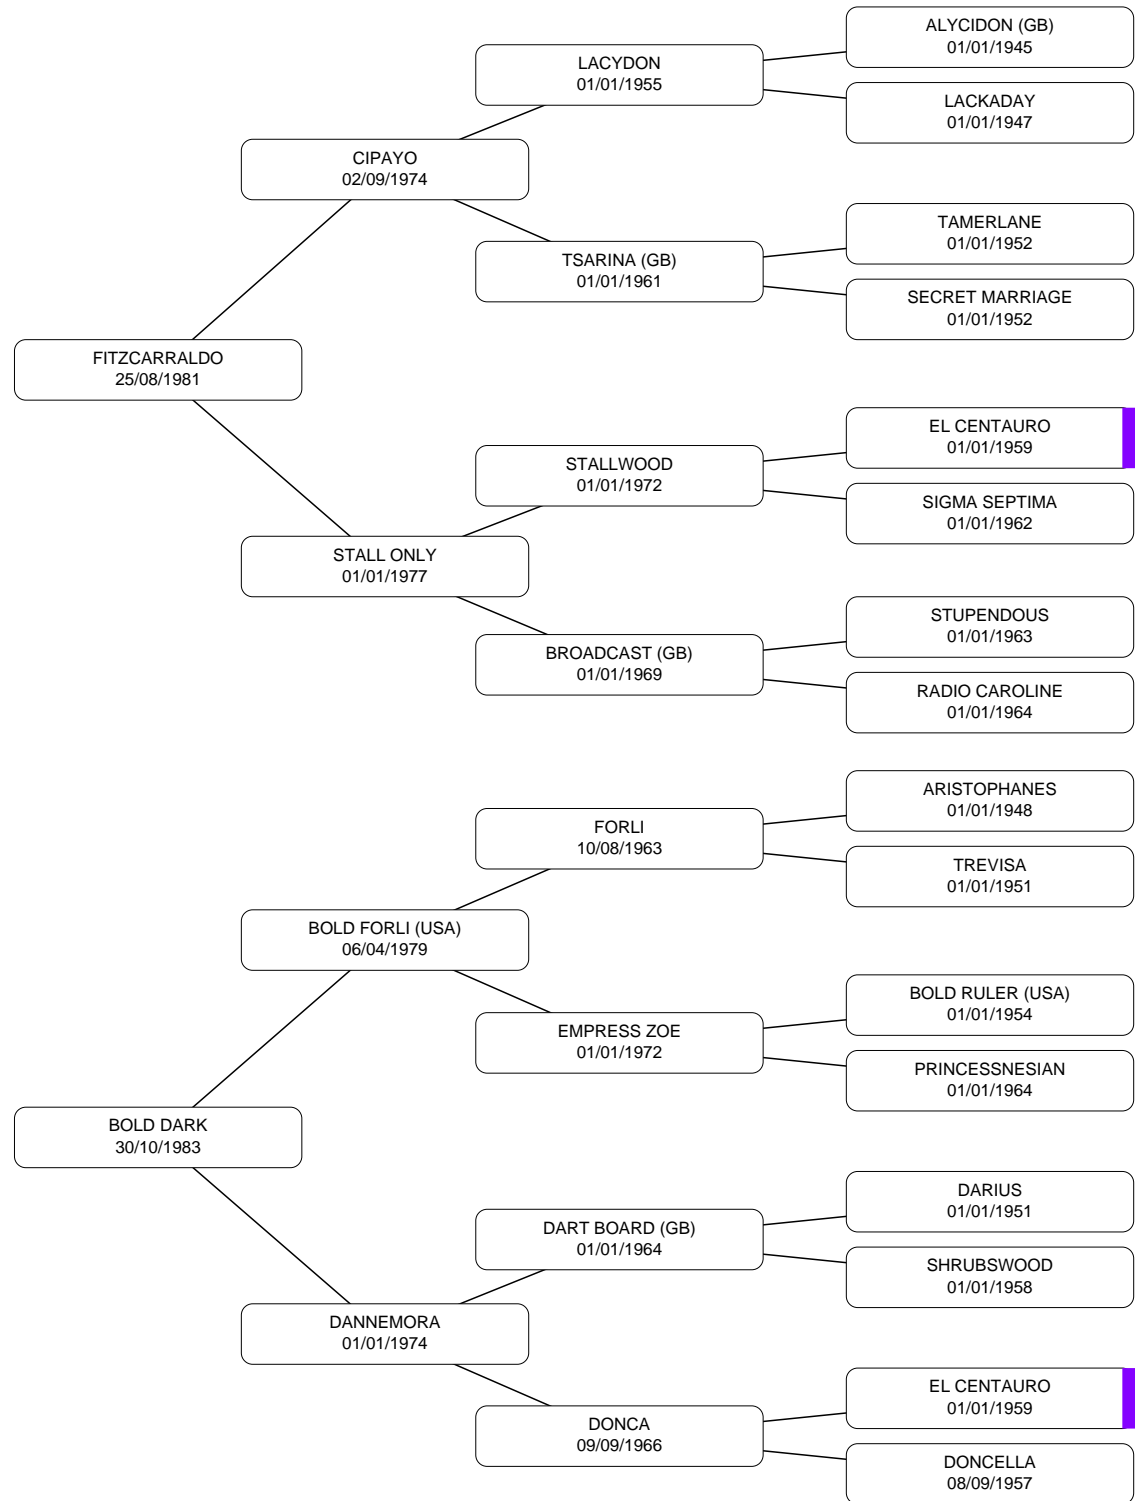 ALYCIDON (GB)
01/01/1945
LACYDON
01/01/1955
LACKADAY
01/01/1947
CIPAYO
02/09/1974
TAMERLANE
01/01/1952
TSARINA (GB)
01/01/1961
SECRET MARRIAGE
01/01/1952
FITZCARRALDO
25/08/1981
EL CENTAURO
01/01/1959
STALLWOOD
01/01/1972
SIGMA SEPTIMA
01/01/1962
STALL ONLY
01/01/1977
STUPENDOUS
01/01/1963
BROADCAST (GB)
01/01/1969
RADIO CAROLINE
01/01/1964
ARISTOPHANES
01/01/1948
FORLI
10/08/1963
TREVISA
01/01/1951
BOLD FORLI (USA)
06/04/1979
BOLD RULER (USA)
01/01/1954
EMPRESS ZOE
01/01/1972
PRINCESSNESIAN
01/01/1964
BOLD DARK
30/10/1983
DARIUS
01/01/1951
DART BOARD (GB)
01/01/1964
SHRUBSWOOD
01/01/1958
DANNEMORA
01/01/1974
EL CENTAURO
01/01/1959
DONCA
09/09/1966
DONCELLA
08/09/1957